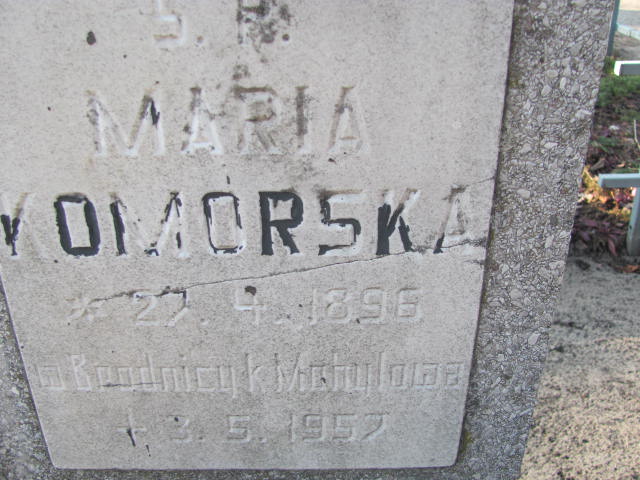 Ś. P.
MARIA
KOMORSKA
* 27. 4. 1896
w Brodnicy k Mohylowa
+ 3. 5. 1957